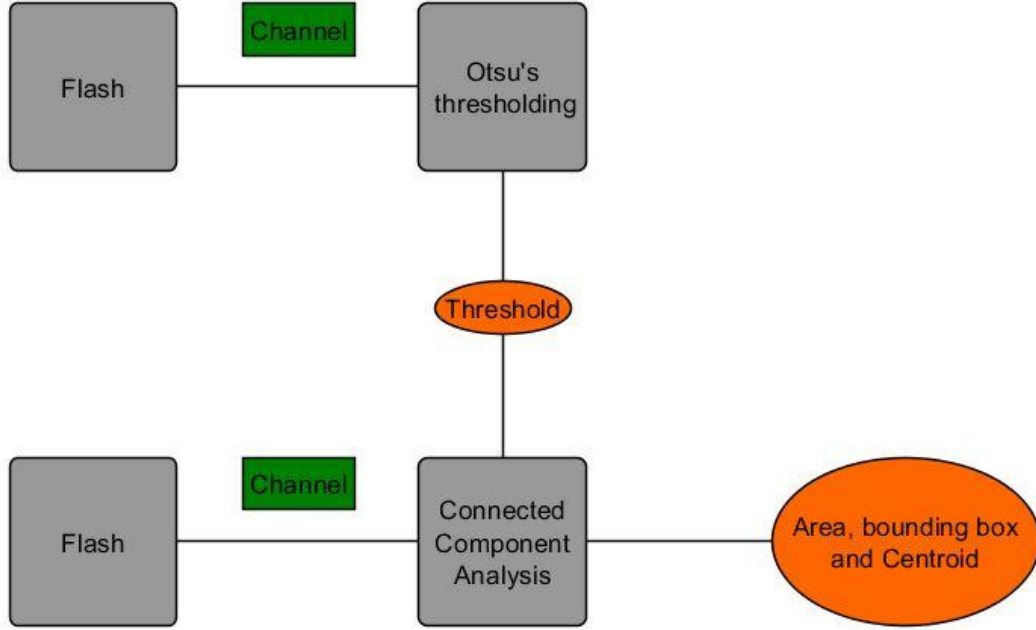 Channel
Flash
Otsu's
thresholding
Threshold
Channel
Flash
Connected
Component
Analysis
Area, bounding box
and Centroid